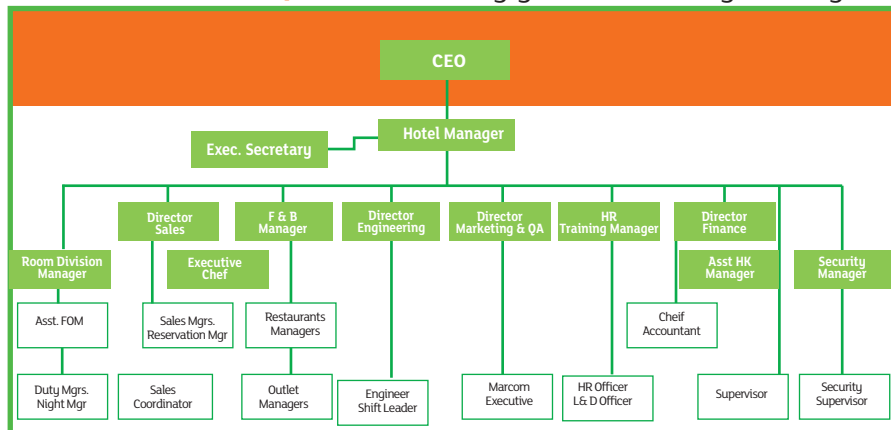 CEO
Hotel Manager
Exec. Secretary
Director
Sales
F & B
Manager
Director
Engineering
Director
Marketing & QA
HR
Training Manager
Director
Finance
Room Division
Manager
Executive
Chef
Asst HK
Manager
Security
Manager
Asst. FOM
Sales Mgrs.
Reservation Mgr
Restaurants
Managers
Cheif
Accountant
Duty Mgrs.
Night Mgr
Sales
Coordinator
Outlet
Managers
Engineer
Shift Leader
Marcom
Executive
HR Officer
L& D Officer
Supervisor
Security
Supervisor